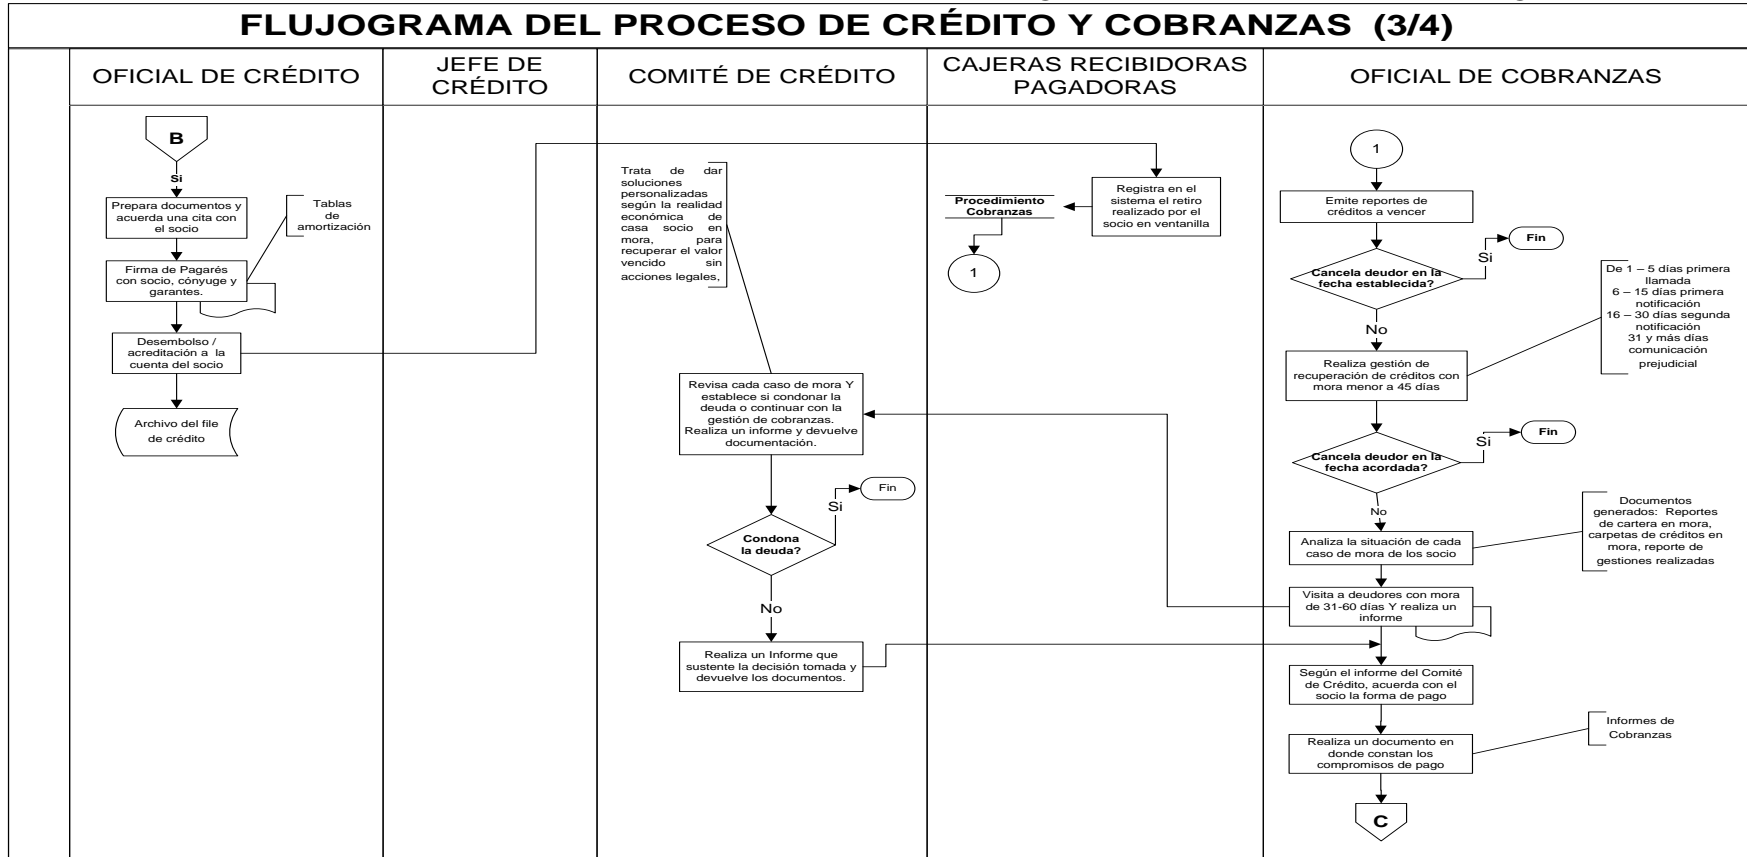 FLUJOGRAMA DEL PROCESO DE CRÉDITO Y COBRANZAS (3/4)
OFICIAL DE CRÉDITO
JEFE DE
CRÉDITO
COMITÉ DE CRÉDITO
CAJERAS RECIBIDORAS
PAGADORAS
OFICIAL DE COBRANZAS
B
Si
Prepara documentos y
acuerda una cita con
el socio
Tablas
de
amortización
Firma de Pagarés
con socio, cónyuge y
garantes.
Desembolso /
acreditación a la
cuenta del socio
Archivo del file
de crédito
Trata de dar
soluciones
personalizadas
según la realidad
económica de
casa socio en
mora, para
recuperar el valor
vencido sin
acciones legales,
Revisa cada caso de mora Y
establece si condonar la
deuda o continuar con la
gestión de cobranzas.
Realiza un informe y devuelve
documentación.
Fin
Si
Condona
la deuda?
No
Realiza un Informe que
sustente la decisión tomada y
devuelve los documentos.
Procedimiento
Cobranzas
1
Registra en el
sistema el retiro
realizado por el
socio en ventanilla
1
Emite reportes de
créditos a vencer
Fin
Si
Cancela deudor en la
fecha establecida?
No
De 1 – 5 días primera
llamada
6 – 15 días primera
notificación
16 – 30 días segunda
notificación
31 y más días
comunicación
prejudicial
Realiza gestión de
recuperación de créditos con
mora menor a 45 días
Fin
Si
Cancela deudor en la
fecha acordada?
No
Documentos
generados: Reportes
de cartera en mora,
carpetas de créditos en
mora, reporte de
gestiones realizadas
Analiza la situación de cada
caso de mora de los socio
Visita a deudores con mora
de 31-60 días Y realiza un
informe
Según el informe del Comité
de Crédito, acuerda con el
socio la forma de pago
Informes de
Cobranzas
Realiza un documento en
donde constan los
compromisos de pago
C